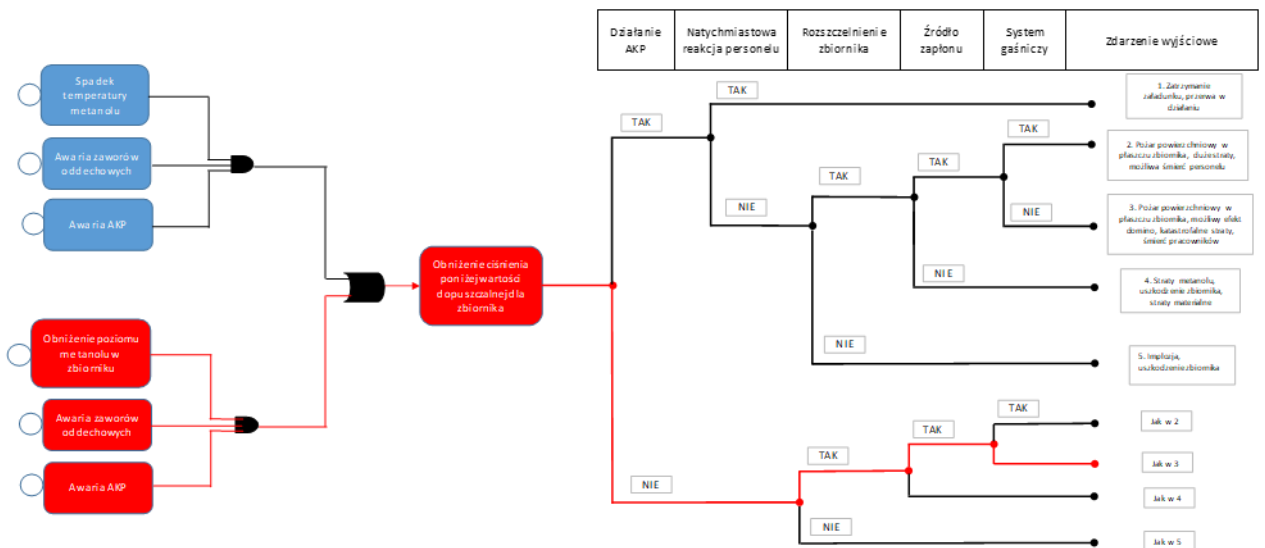 Działanie
AKP
Natychmiastowa
reakcja personelu
Rozszczelnienie
zbiornika
Źródło
zapłonu
System
gaśniczy
Zdarzenie wyjściowe
Spadek
temperatury
metanolu
Awaria zaworów
oddechowych
Awaria AKP
Obniżenie poziomu
metanolu w
zbiorniku
Awaria zaworów
oddechowych
Awaria AKP
Obniżenie ciśnienia
poniżej wartości
dopuszczalnej dla
zbiornika
TAK
TAK
NIE
TAK
NIE
TAK
NIE
TAK
NIE
1. Zatrzymanie
załadunku, przerwa w
działaniu
2. Pożar powierzchniowy w
płaszczu zbiornika, duże straty,
możliwa śmierć personelu
3. Pożar powierzchniowy w
płaszczu zbiornika, możliwy efekt
domino, katastrofalne straty,
śmierć pracowników
4. Straty metanolu,
uszkodzenie zbiornika,
straty materialne
5. Implozja,
uszkodzenie zbiornika
NIE
TAK
NIE
TAK
TAK
Jak w 2
Jak w 3
Jak w 4
Jak w 5